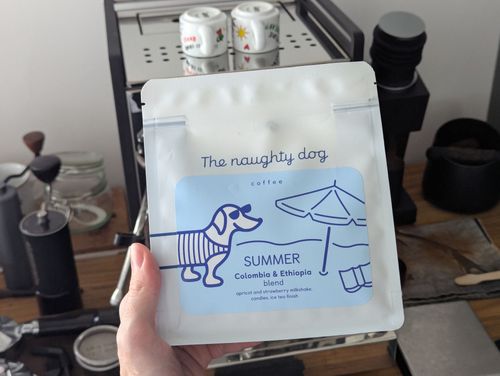 The naughty dog
coffee
SUMMER
Colombia & Ethiopia
blend
apricot and strawberry milkshake,
candies, ice tea finish